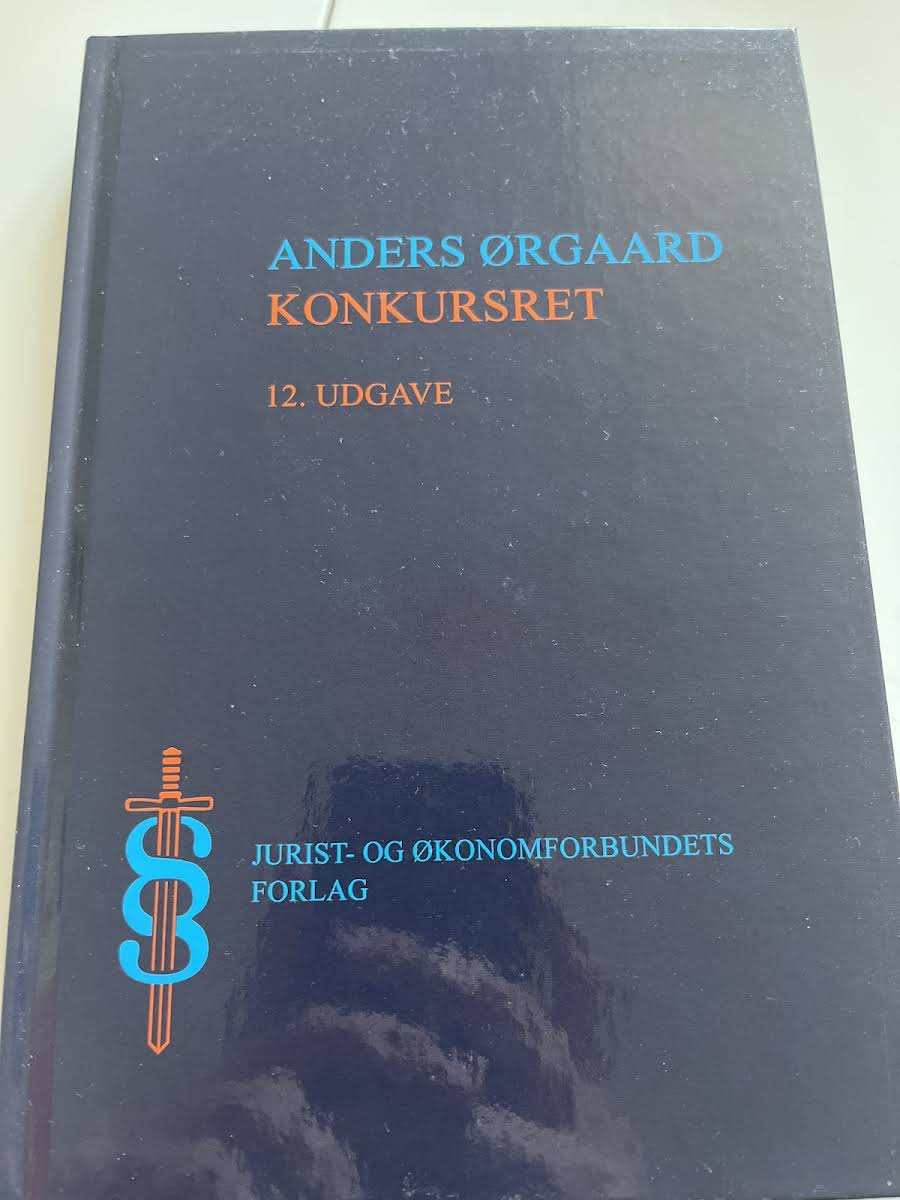 ANDERS ØRGAARD
KONKURSRET
12. UDGAVE
JURIST- OG ØKONOMFORBUNDETS
FORLAG